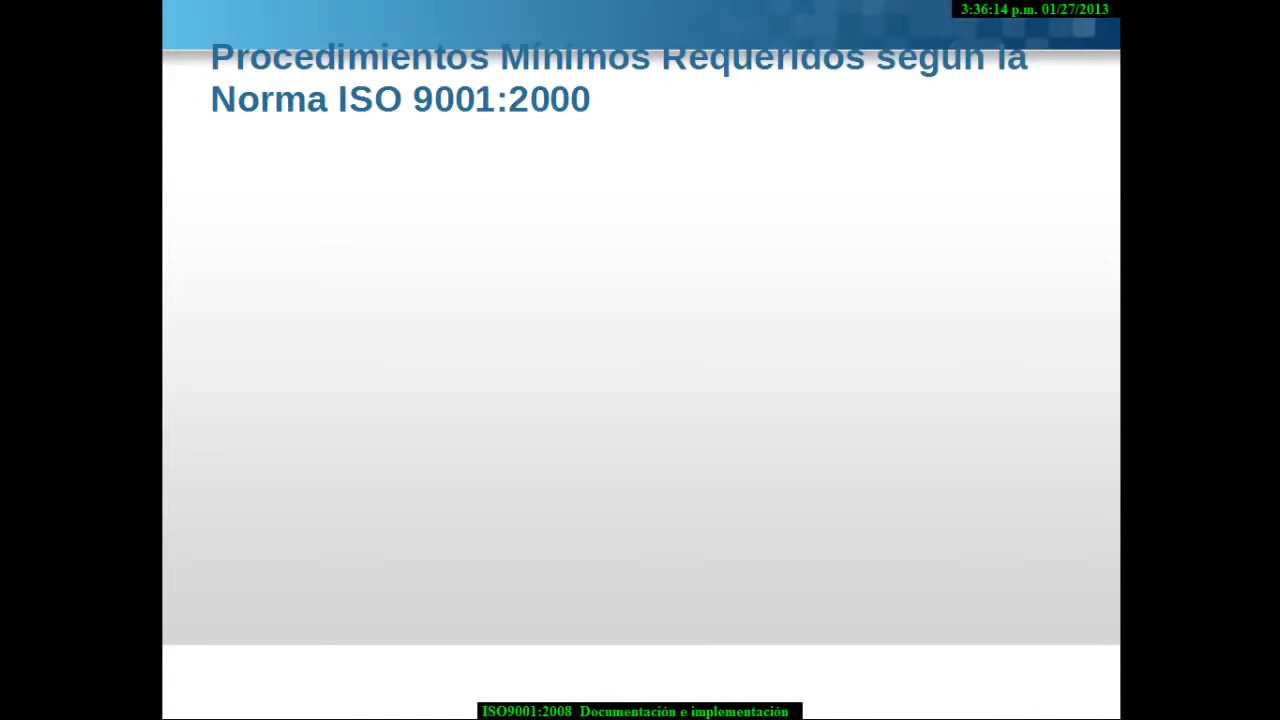 3:36:14 p.m. 01/27/2013
Procedimientos Mínimos Requeridos según la
Norma ISO 9001:2000
ISO9001:2008 Documentación e implementación